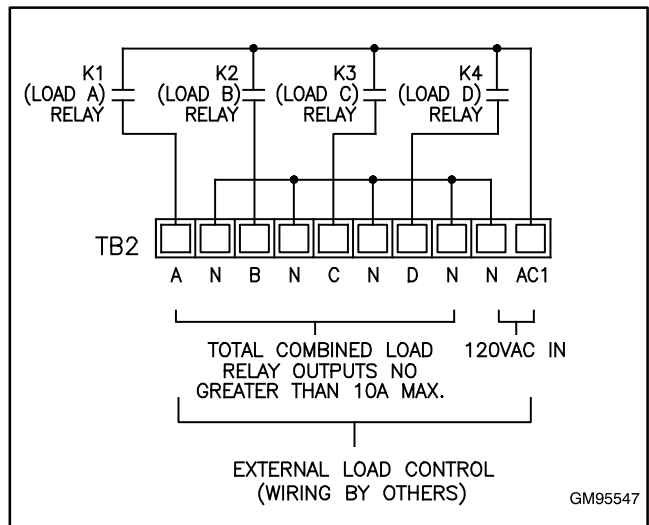 K1
(LOAD A)
RELAY
K2
(LOAD B)
RELAY
K3
(LOAD C)
RELAY
K4
(LOAD D)
RELAY
TB2
A N B N C N D N N AC1
TOTAL COMBINED LOAD
RELAY OUTPUTS NO
GREATER THAN 10A MAX.
120VAC IN
EXTERNAL LOAD CONTROL
(WIRING BY OTHERS)
GM95547